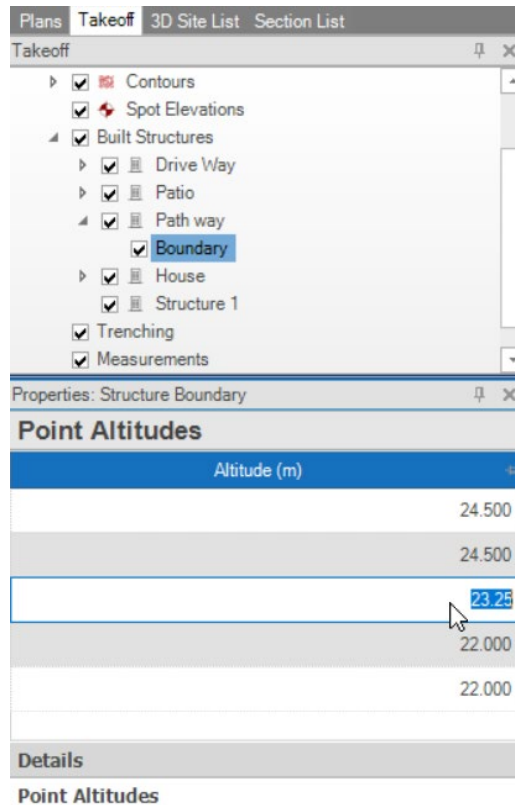 Plans Takeoff 3D Site List Section List
Takeoff
Contours
Spot Elevations
Built Structures
Drive Way
Patio
Path way
Boundary
House
Structure 1
Trenching
Measurements
Properties: Structure Boundary
Point Altitudes
Altitude (m)
24.500
24.500
23.25
22.000
22.000
Details
Point Altitudes